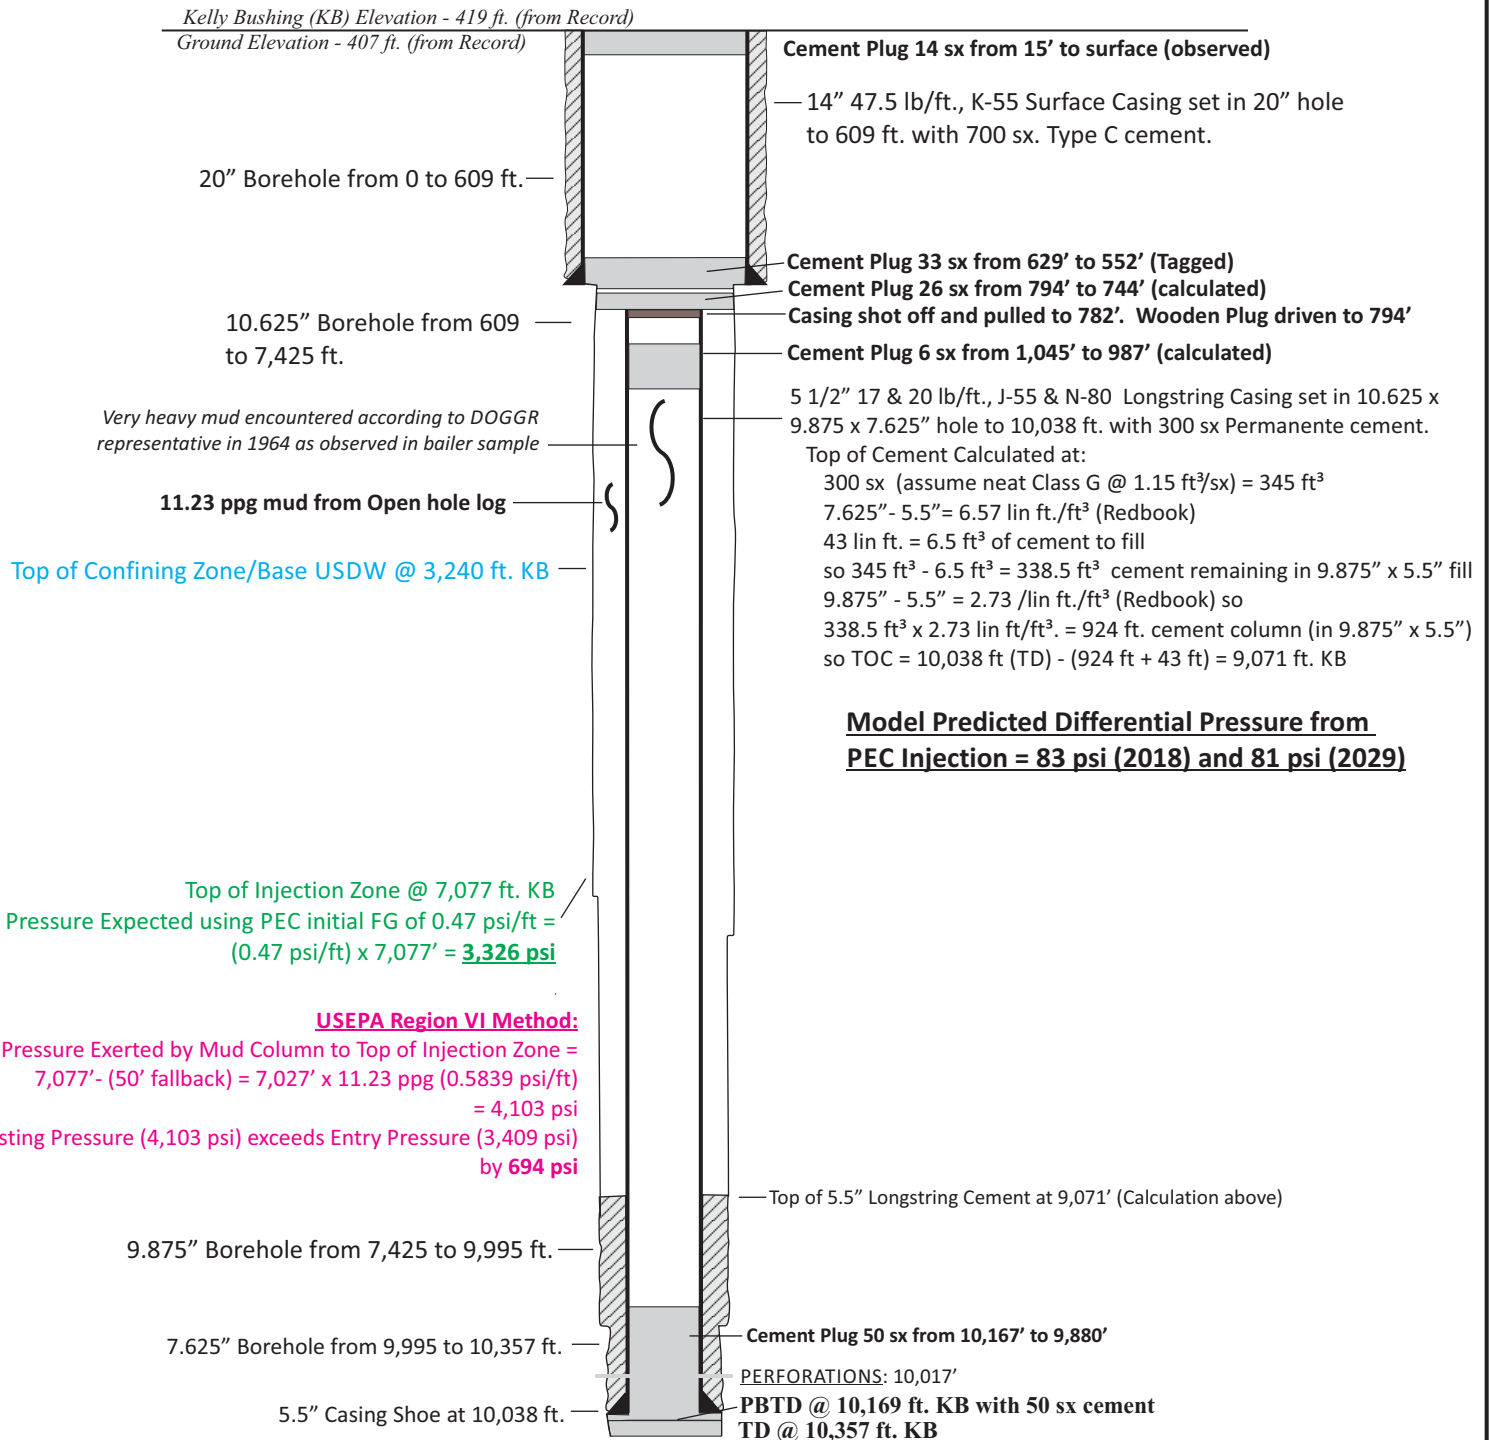 Kelly Bushing (KB) Elevation - 419 ft. (from Record)
Ground Elevation - 407 ft. (from Record)
Cement Plug 14 sx from 15’ to surface (observed)
14” 47.5 lb/ft., K-55 Surface Casing set in 20” hole
to 609 ft. with 700 sx. Type C cement.
20” Borehole from 0 to 609 ft.
Cement Plug 33 sx from 629’ to 552’ (Tagged)
Cement Plug 26 sx from 794’ to 744’ (calculated)
Casing shot off and pulled to 782’. Wooden Plug driven to 794’
10.625” Borehole from 609
to 7,425 ft.
Cement Plug 6 sx from 1,045’ to 987’ (calculated)
5 1/2” 17 & 20 lb/ft., J-55 & N-80 Longstring Casing set in 10.625 x
9.875 x 7.625” hole to 10,038 ft. with 300 sx Permanente cement.
Top of Cement Calculated at:
300 sx (assume neat Class G @ 1.15 ft³/sx) = 345 ft³
7.625”- 5.5”= 6.57 lin ft./ft³ (Redbook)
43 lin ft. = 6.5 ft³ of cement to fill
so 345 ft³ - 6.5 ft³ = 338.5 ft³ cement remaining in 9.875” x 5.5” fill
9.875” - 5.5” = 2.73 /lin ft./ft³ (Redbook) so
338.5 ft³ x 2.73 lin ft/ft³. = 924 ft. cement column (in 9.875” x 5.5”)
so TOC = 10,038 ft (TD) - (924 ft + 43 ft) = 9,071 ft. KB
Very heavy mud encountered according to DOGGR
representative in 1964 as observed in bailer sample
11.23 ppg mud from Open hole log
Top of Confining Zone/Base USDW @ 3,240 ft. KB
Model Predicted Differential Pressure from
PEC Injection = 83 psi (2018) and 81 psi (2029)
Top of Injection Zone @ 7,077 ft. KB
Pressure Expected using PEC initial FG of 0.47 psi/ft =
(0.47 psi/ft) x 7,077’ = 3,326 psi
USEPA Region VI Method:
Pressure Exerted by Mud Column to Top of Injection Zone =
7,077’- (50’ fallback) = 7,027’ x 11.23 ppg (0.5839 psi/ft)
= 4,103 psi
sting Pressure (4,103 psi) exceeds Entry Pressure (3,409 psi)
by 694 psi
Top of 5.5” Longstring Cement at 9,071’ (Calculation above)
9.875” Borehole from 7,425 to 9,995 ft.
Cement Plug 50 sx from 10,167’ to 9,880’
7.625” Borehole from 9,995 to 10,357 ft.
PERFORATIONS: 10,017’
5.5” Casing Shoe at 10,038 ft.
PBTD @ 10,169 ft. KB with 50 sx cement
TD @ 10,357 ft. KB